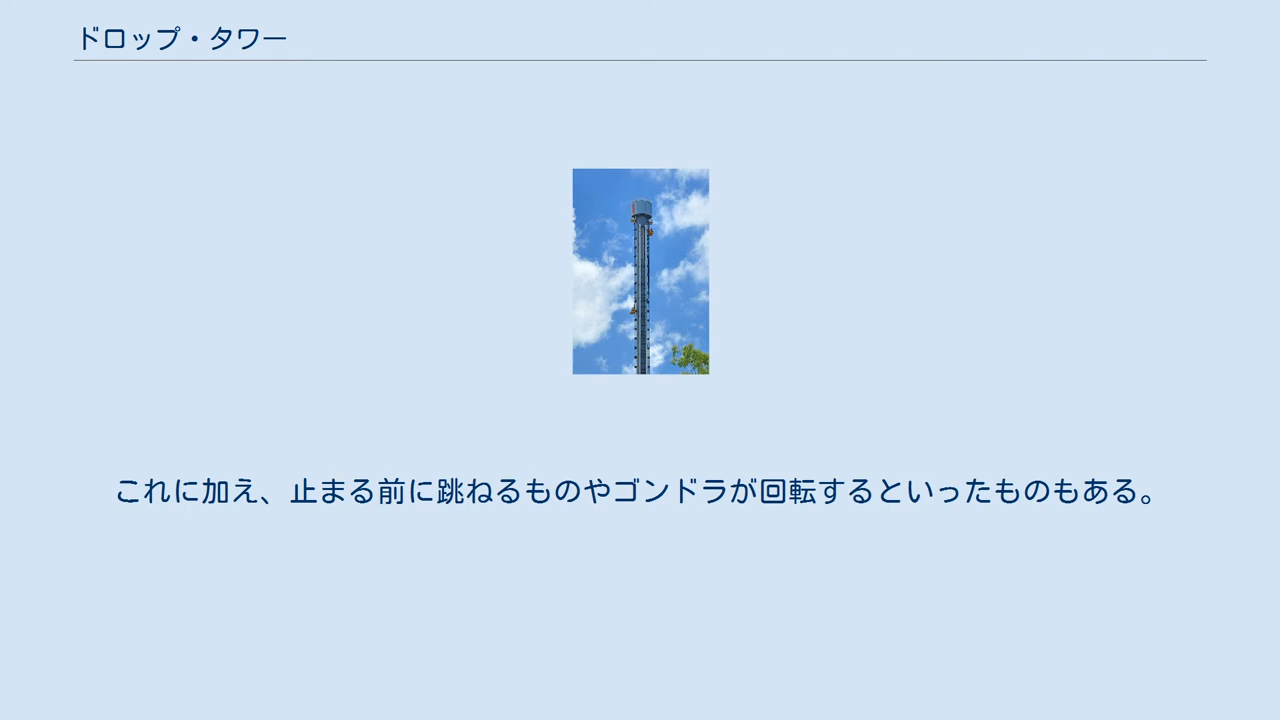 ドロップ・タワー
これに加え、止まる前に跳ねるものやゴンドラが回転するといったものもある。